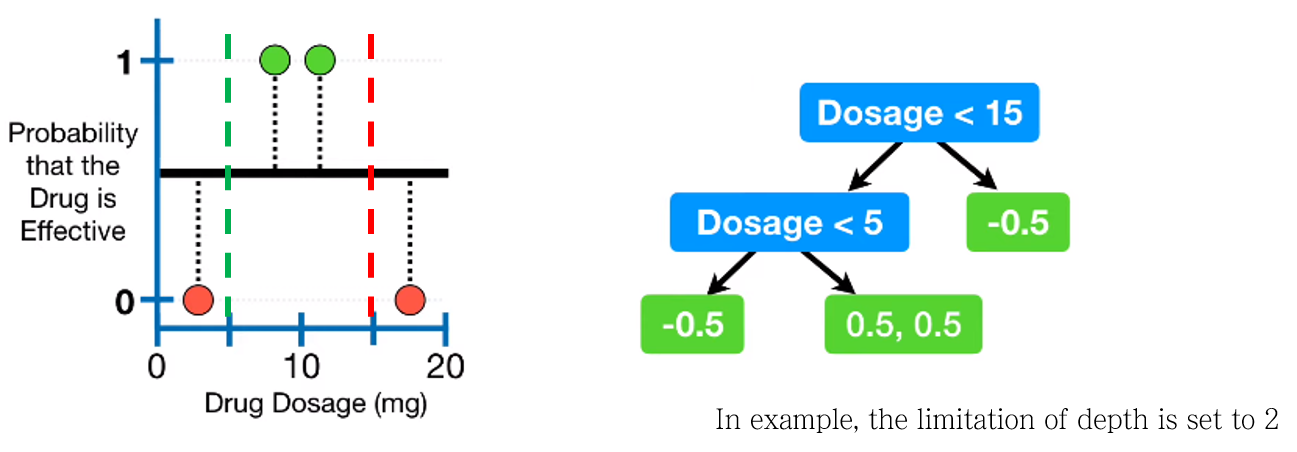 1
Probability
that the
Drug is
Effective
0
0
10
20
Drug Dosage (mg)
Dosage < 15
Dosage < 5
-0.5
-0.5
0.5, 0.5
In example, the limitation of depth is set to 2